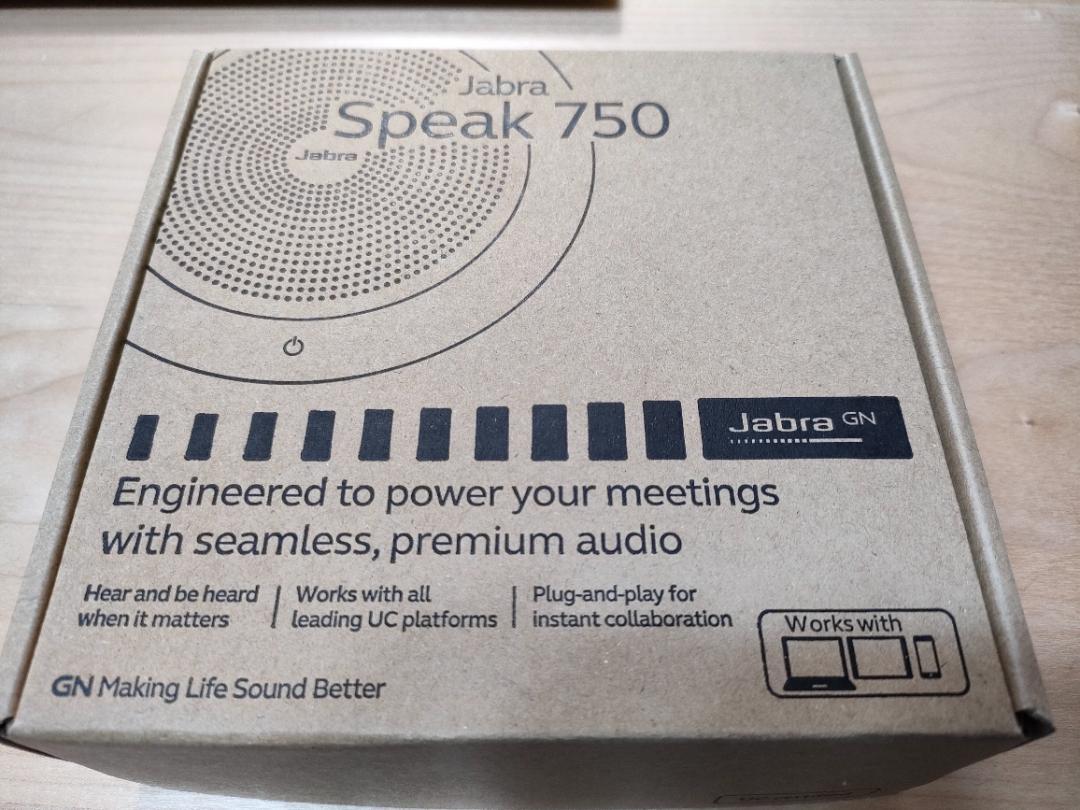 Jabra
Speak 750
Jabra
Jabra GN
Engineered to power your meetings
with seamless, premium audio
Hear and be heard
when it matters
Works with all
leading UC platforms
Plug-and-play for
instant collaboration
Works with
GN Making Life Sound Better